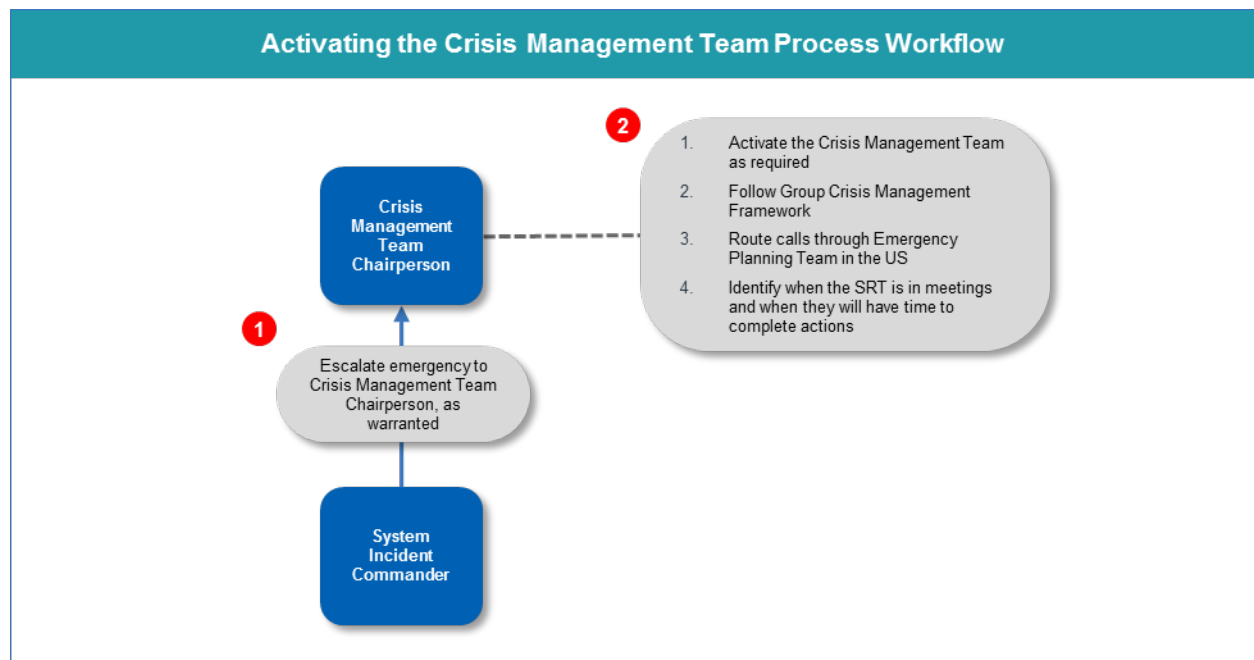 Activating the Crisis Management Team Process Workflow
2
1. Activate the Crisis Management Team
as required
2. Follow Group Crisis Management
Framework
3. Route calls through Emergency
Planning Team in the US
4. Identify when the SRT is in meetings
and when they will have time to
complete actions
Crisis
Management
Team
Chairperson
1
Escalate emergency to
Crisis Management Team
Chairperson, as
warranted
System
Incident
Commander